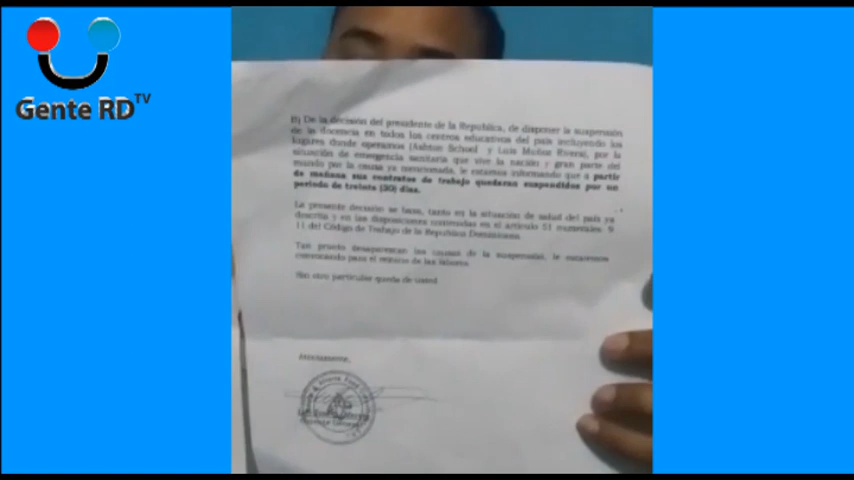 Gente RD TV
B) De la decisión del presidente de la Republica, de disponer la suspensión
de la docencia en todos los centros educativos del país incluyendo los
lugares donde operamos (Ashton School y Luis Muñoz Rivera), por la
situación de emergencia sanitaria que vive la nación y gran parte del
mundo por la causa ya mencionada, le estamos informando que a partir
de mañana sus contratos de trabajo quedaran suspendidos por un
periodo de treinta (30) días.
La presente decisión se basa, tanto en la situación de salud del país ya
descrita y en las disposiciones contenidas en el articulo 51 numerales 9
11 del Código de Trabajo de la Republica Dominicana.
Tan pronto desaparezcan las causas de la suspensión, le estaremos
convocando para el reinicio de las labores.
Sin otro particular queda de usted
Atentamente,